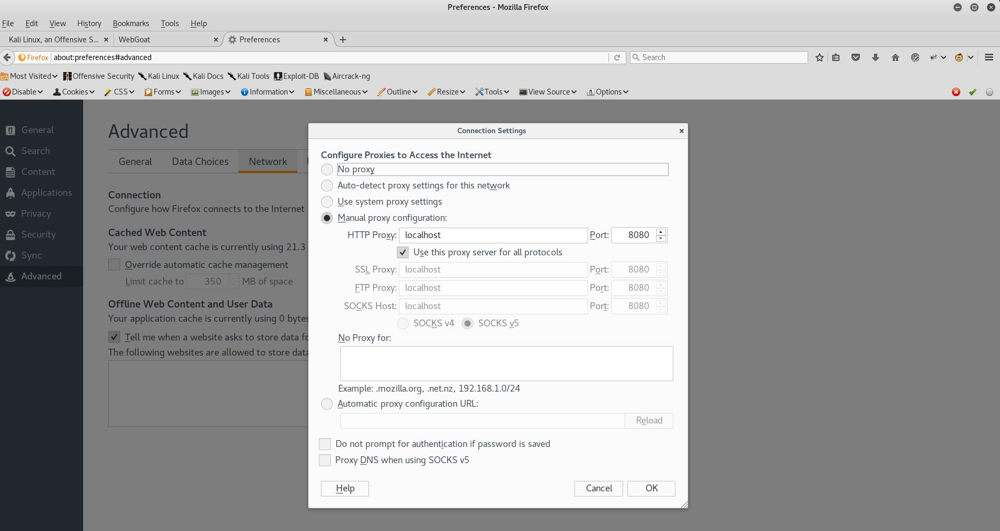 Preferences - Mozilla Firefox
File Edit View History Bookmarks Tools Help
Kali Linux, an Offensive S... WebGoat Preferences
Firefox about:preferences#advanced Search
Most Visited Offensive Security Kali Linux Kali Docs Kali Tools Exploit-DB Aircrack-ng
Disable Cookies CSS Forms Images Information Miscellaneous Outline Resize Tools View Source Options
General
Search
Content
Applications
Privacy
Security
Sync
Advanced
Advanced
General Data Choices Network
Connection
Configure how Firefox connects to the Internet
Cached Web Content
Your web content cache is currently using 21.3
Override automatic cache management
Limit cache to 350 MB of space
Offline Web Content and User Data
Your application cache is currently using 0 bytes
Tell me when a website asks to store data fo
The following websites are allowed to store data
Connection Settings
Configure Proxies to Access the Internet
No proxy
Auto-detect proxy settings for this network
Use system proxy settings
Manual proxy configuration:
HTTP Proxy: localhost Port: 8080
Use this proxy server for all protocols
SSL Proxy: localhost Port: 8080
FTP Proxy: localhost Port: 8080
SOCKS Host: localhost Port: 8080
SOCKS v4 SOCKS v5
No Proxy for:
Example: .mozilla.org, .net.nz, 192.168.1.0/24
Automatic proxy configuration URL:
Reload
Do not prompt for authentication if password is saved
Proxy DNS when using SOCKS v5
Help Cancel OK